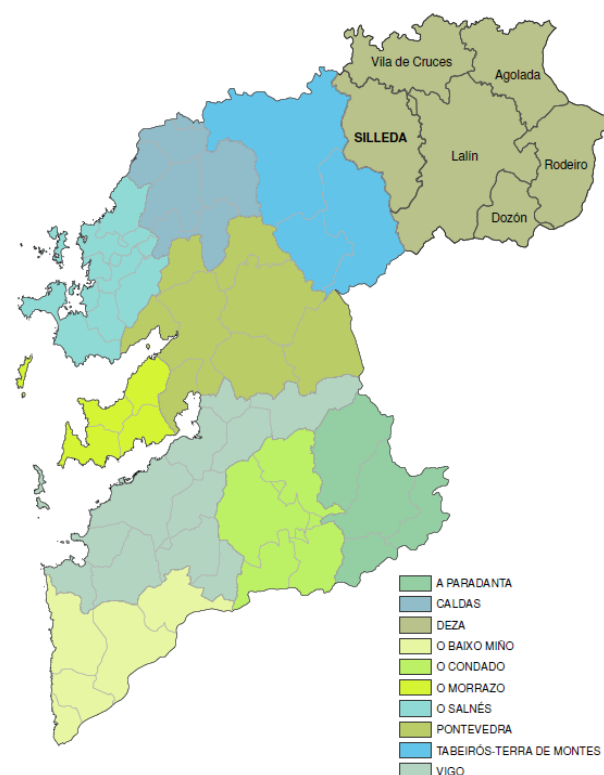 Vila de Cruces
Agolada
SILLEDA
Lalín
Rodeiro
Dozón
A PARADANTA
CALDAS
DEZA
O BAIXO MIÑO
O CONDADO
O MORRAZO
O SALNÉS
PONTEVEDRA
TABEIRÓS-TERRA DE MONTES
VIGO